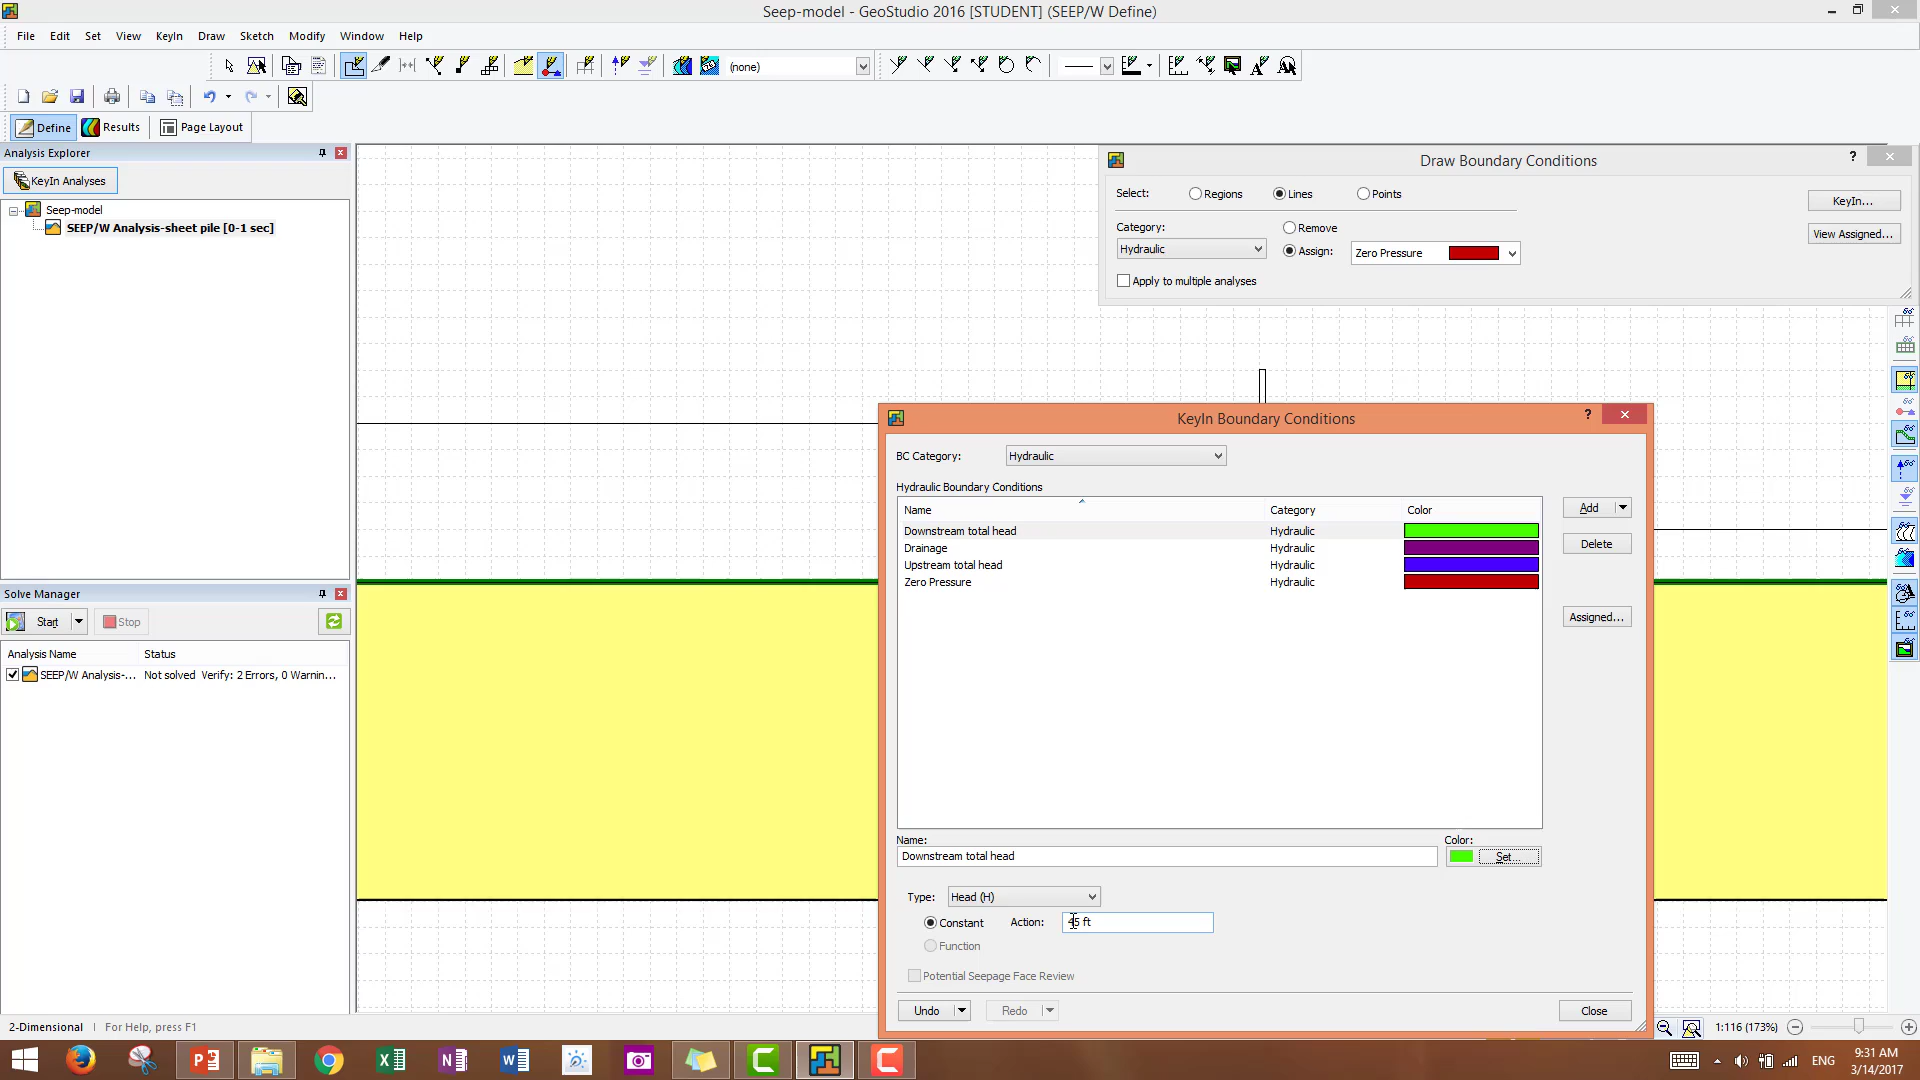 Seep-model - GeoStudio 2016 [STUDENT] (SEEP/W Define)
File Edit Set View KeyIn Draw Sketch Modify Window Help
(none)
Define Results Page Layout
Analysis Explorer
KeyIn Analyses
Seep-model
SEEP/W Analysis-sheet pile [0-1 sec]
Draw Boundary Conditions
?
Select: Regions Lines Points
KeyIn...
Category: Remove
Hydraulic Assign: Zero Pressure
View Assigned...
Apply to multiple analyses
KeyIn Boundary Conditions
?
BC Category: Hydraulic
Hydraulic Boundary Conditions
Name Category Color
Downstream total head Hydraulic
Drainage Hydraulic
Upstream total head Hydraulic
Zero Pressure Hydraulic
Add
Delete
Assigned...
Name: Color:
Downstream total head Set...
Type: Head (H)
Constant Action: 45 ft
Function
Potential Seepage Face Review
Undo Redo Close
Solve Manager
Start Stop
Analysis Name Status
SEEP/W Analysis-... Not solved Verify: 2 Errors, 0 Warnin...
2-Dimensional For Help, press F1
1:116 (173%)
ENG
9:31 AM
3/14/2017